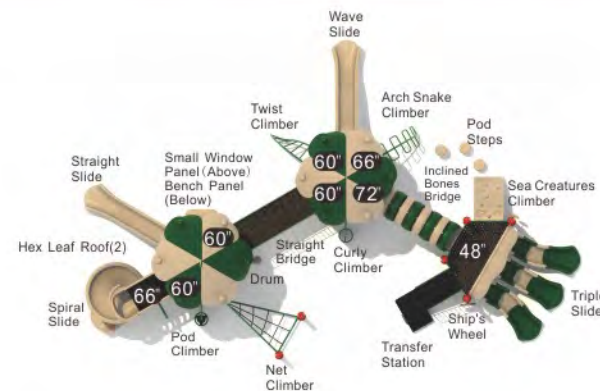 Wave
Slide
Twist
Climber
Arch Snake
Climber
Pod
Steps
Straight
Slide
Small Window
Panel (Above)
Bench Panel
(Below)
60" 66"
60" 72"
Inclined
Bones
Bridge
Sea Creatures
Climber
Hex Leaf Roof(2)
60"
Straight
Bridge
Curly
Climber
48"
Drum
66" 60"
Spiral
Slide
Pod
Climber
Net
Climber
Transfer
Station
Ship's
Wheel
Triple
Slide